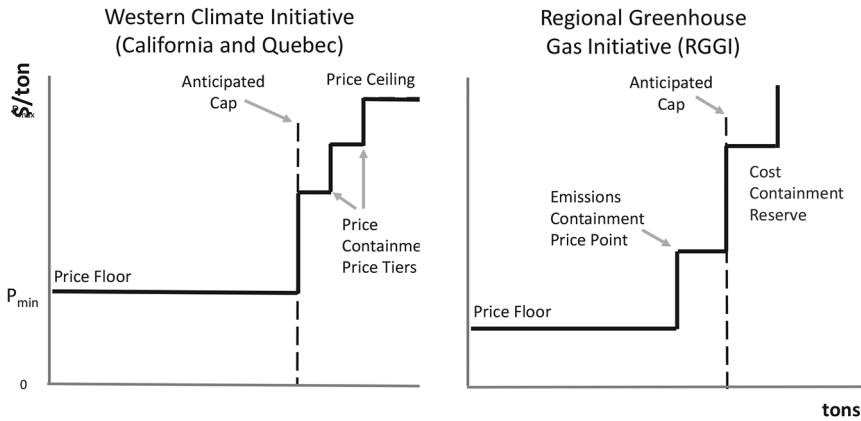 Western Climate Initiative
(California and Quebec)
$/ton
Anticipated
Cap
Price Ceiling
Price
Containme
Price Tiers
Price Floor
Pmin
0
Regional Greenhouse
Gas Initiative (RGGI)
Anticipated
Cap
Cost
Containment
Reserve
Emissions
Containment
Price Point
Price Floor
tons